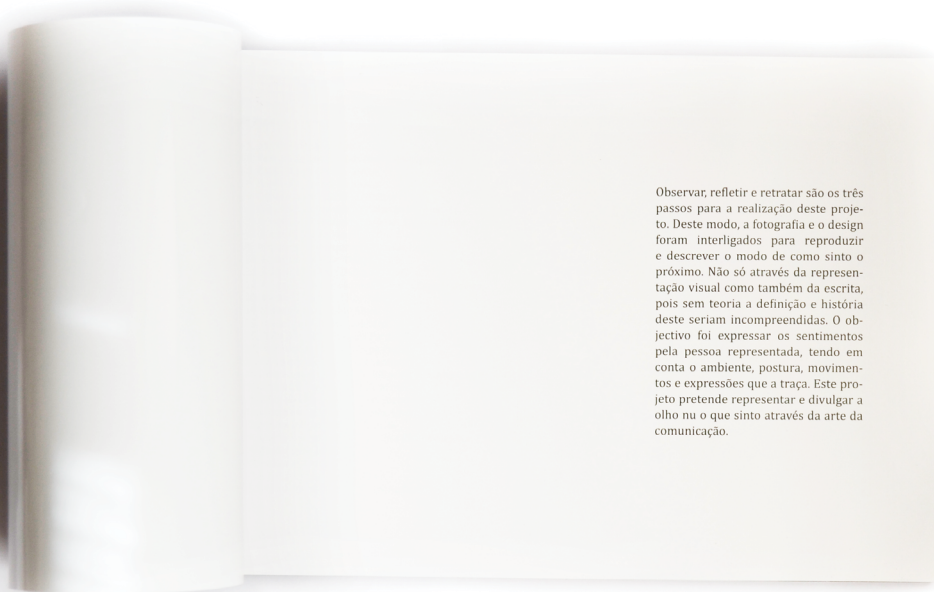 Observar, refletir e retratar são os três
passos para a realização deste proje-
to. Deste modo, a fotografia e o design
foram interligados para reproduzir
e descrever o modo de como sinto o
próximo. Não só através da represen-
tação visual como também da escrita,
pois sem teoria a definição e história
deste seriam incompreendidas. O ob-
jectivo foi expressar os sentimentos
pela pessoa representada, tendo em
conta o ambiente, postura, movimen-
tos e expressões que a traça. Este pro-
jeto pretende representar e divulgar a
olho nu o que sinto através da arte da
comunicação.